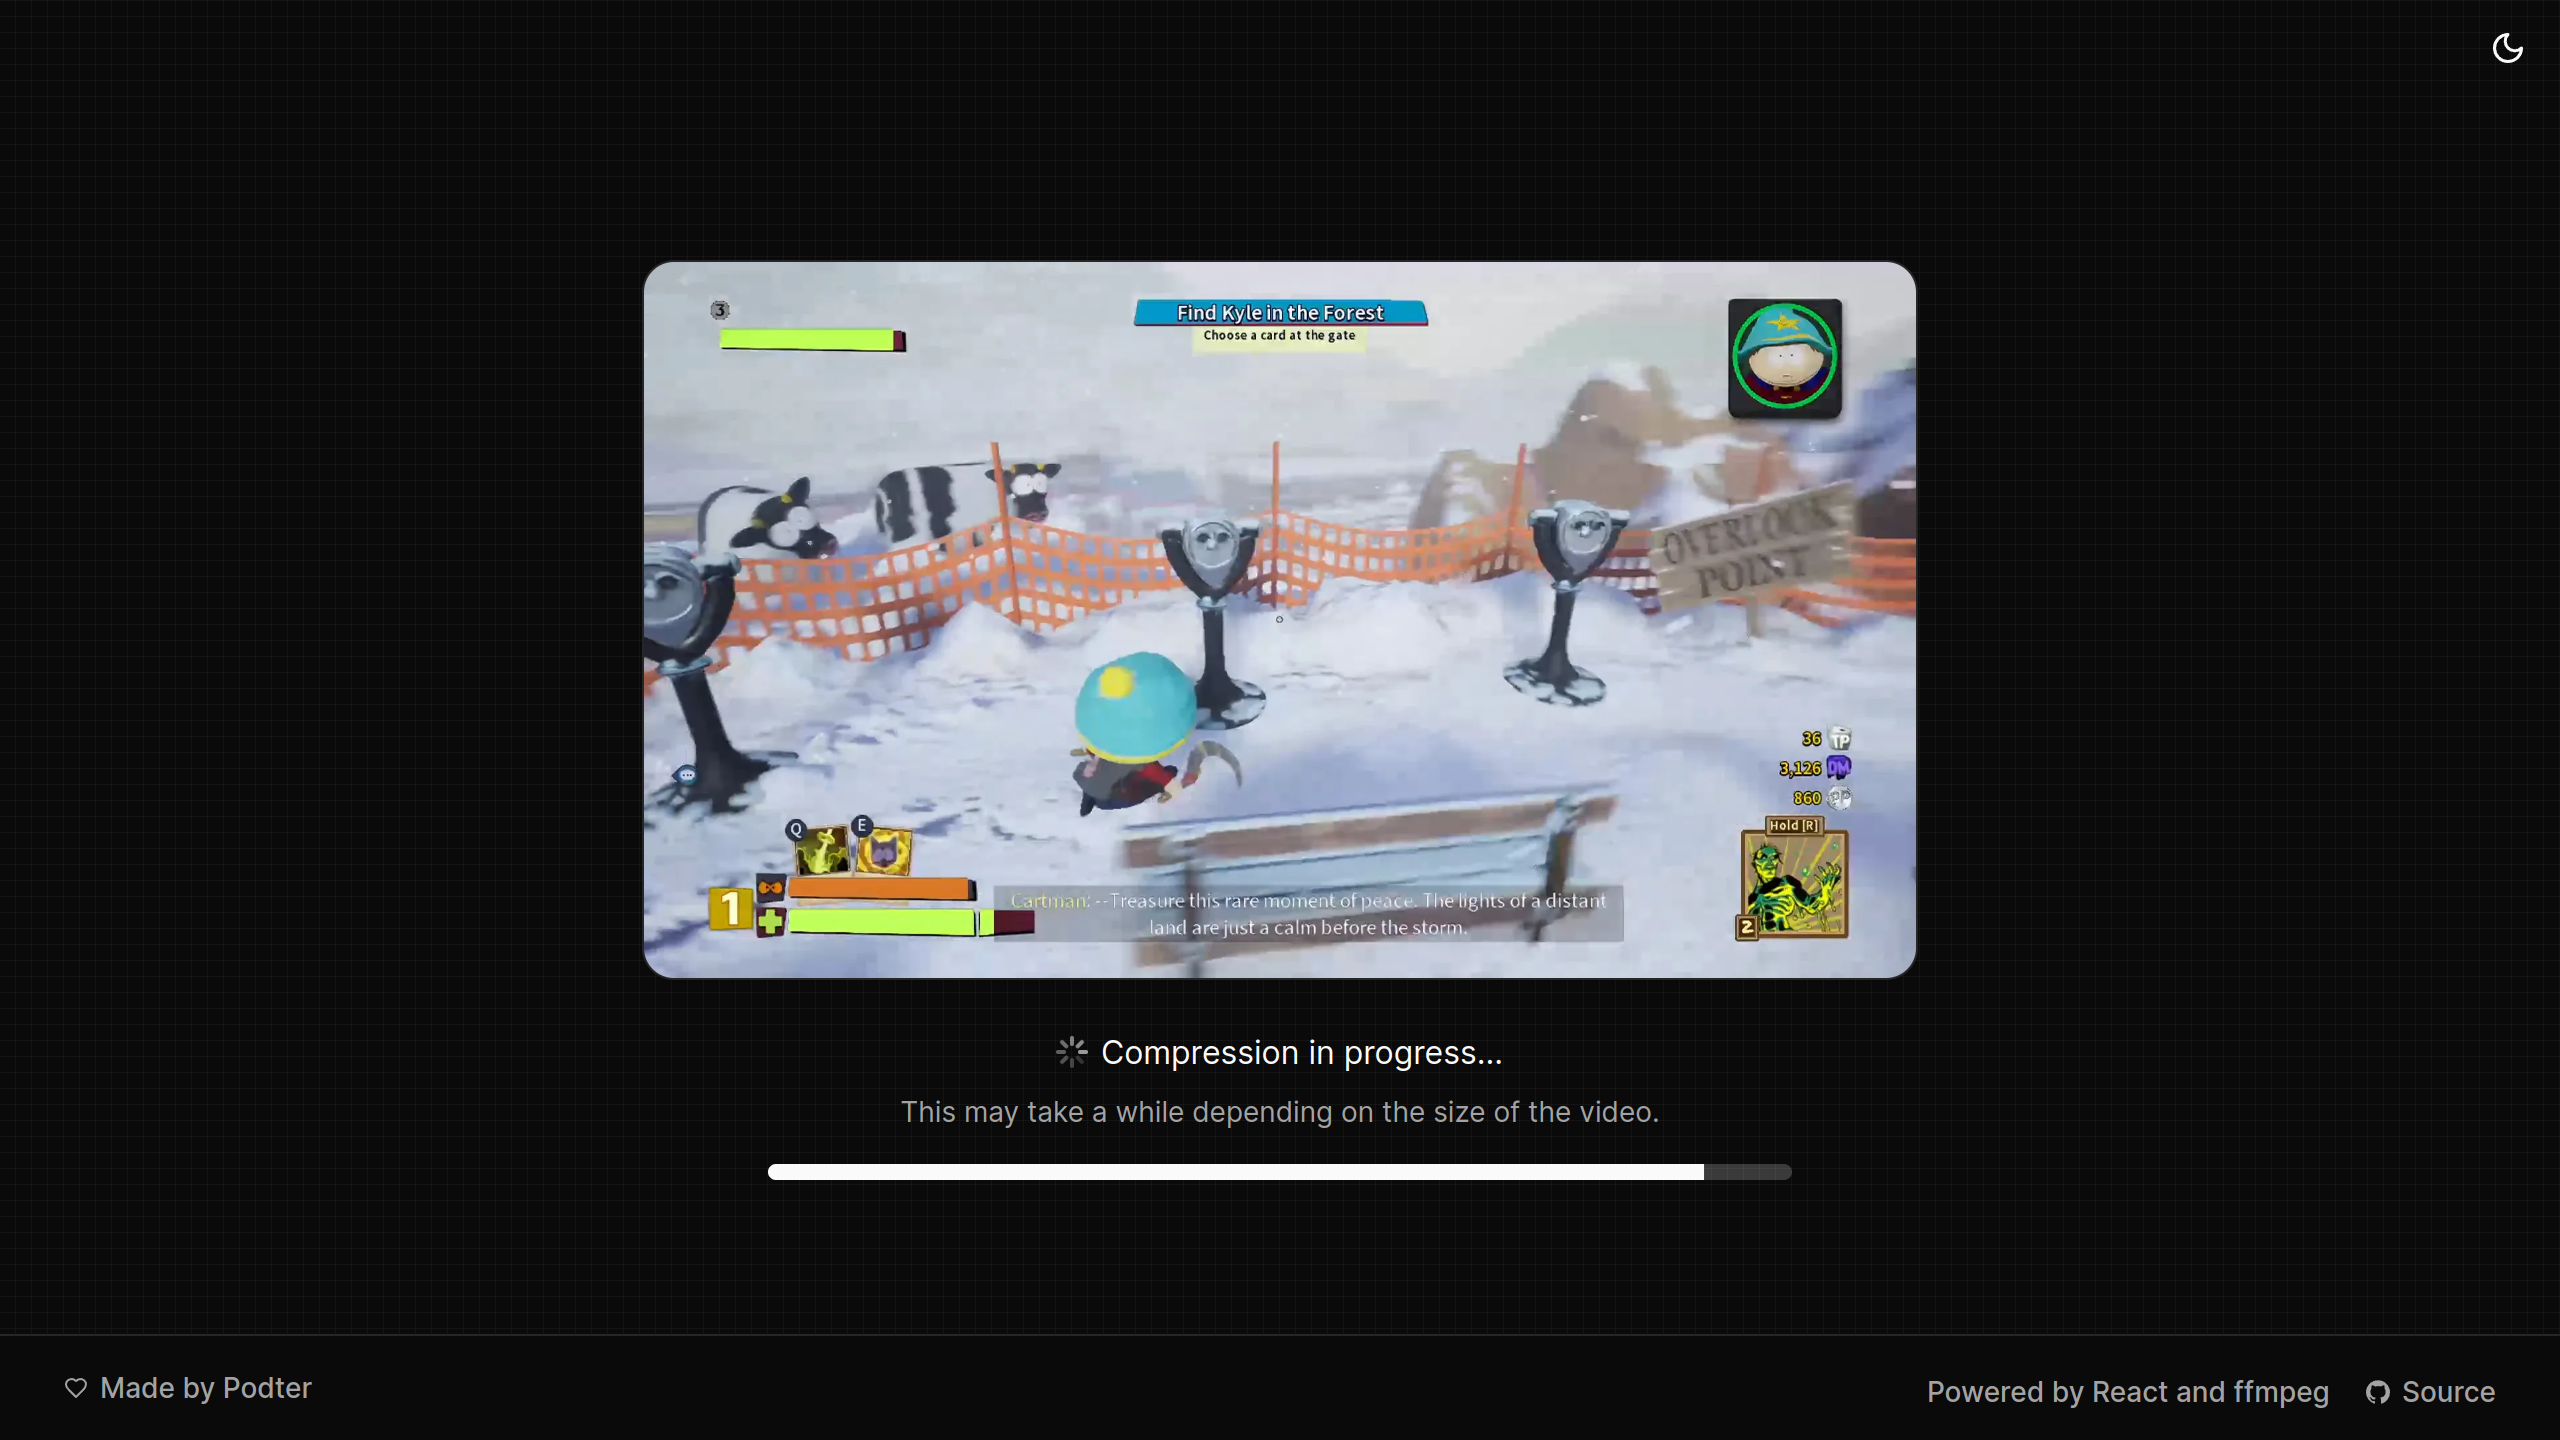 3
Find Kyle in the Forest
Choose a card at the gate
OVERLOOK
POINT
36 TP
3,126 DM
860 PP
Hold [R]
Q E
1
2
Cartman: --Treasure this rare moment of peace. The lights of a distant
land are just a calm before the storm.
Compression in progress...
This may take a while depending on the size of the video.
Made by Podter
Powered by React and ffmpeg Source